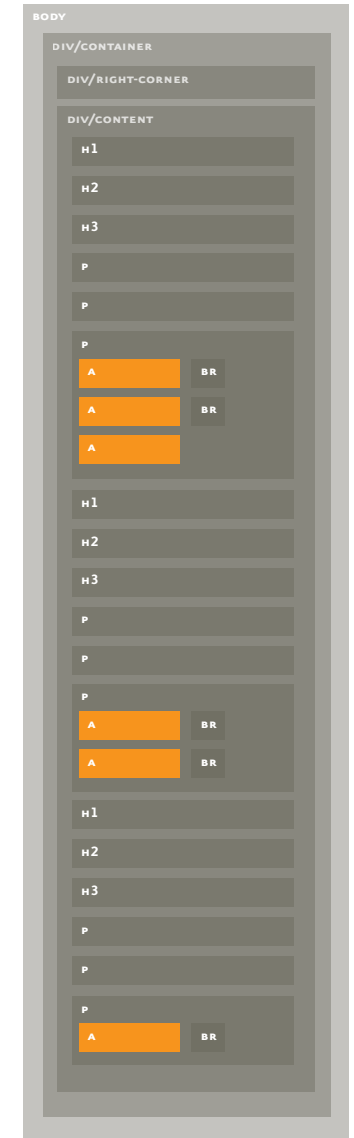 BODY
DIV/CONTAINER
DIV/RIGHT-CORNER
DIV/CONTENT
H1
H2
H3
P
P
P
A BR
A BR
A
H1
H2
H3
P
P
P
A BR
A BR
H1
H2
H3
P
P
P
A BR